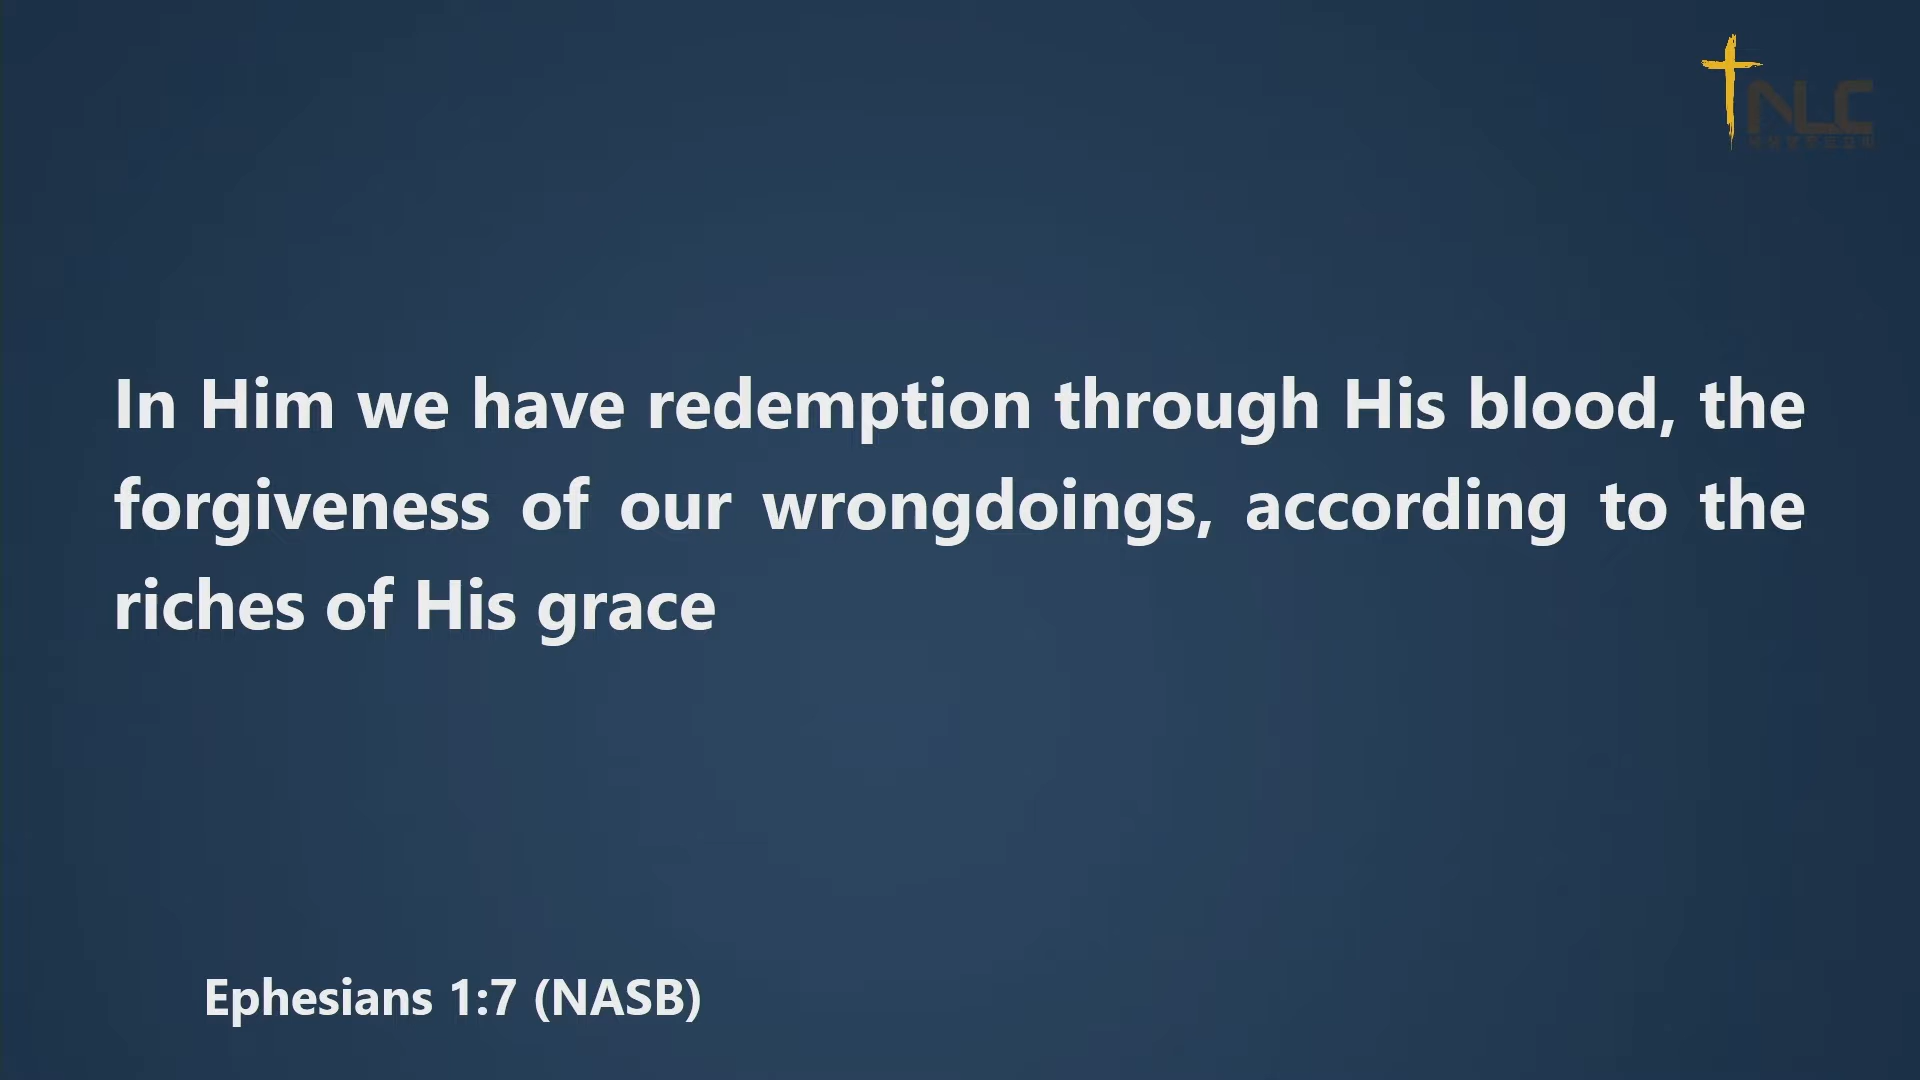 NLC
In Him we have redemption through His blood, the
forgiveness of our wrongdoings, according to the
riches of His grace
Ephesians 1:7 (NASB)